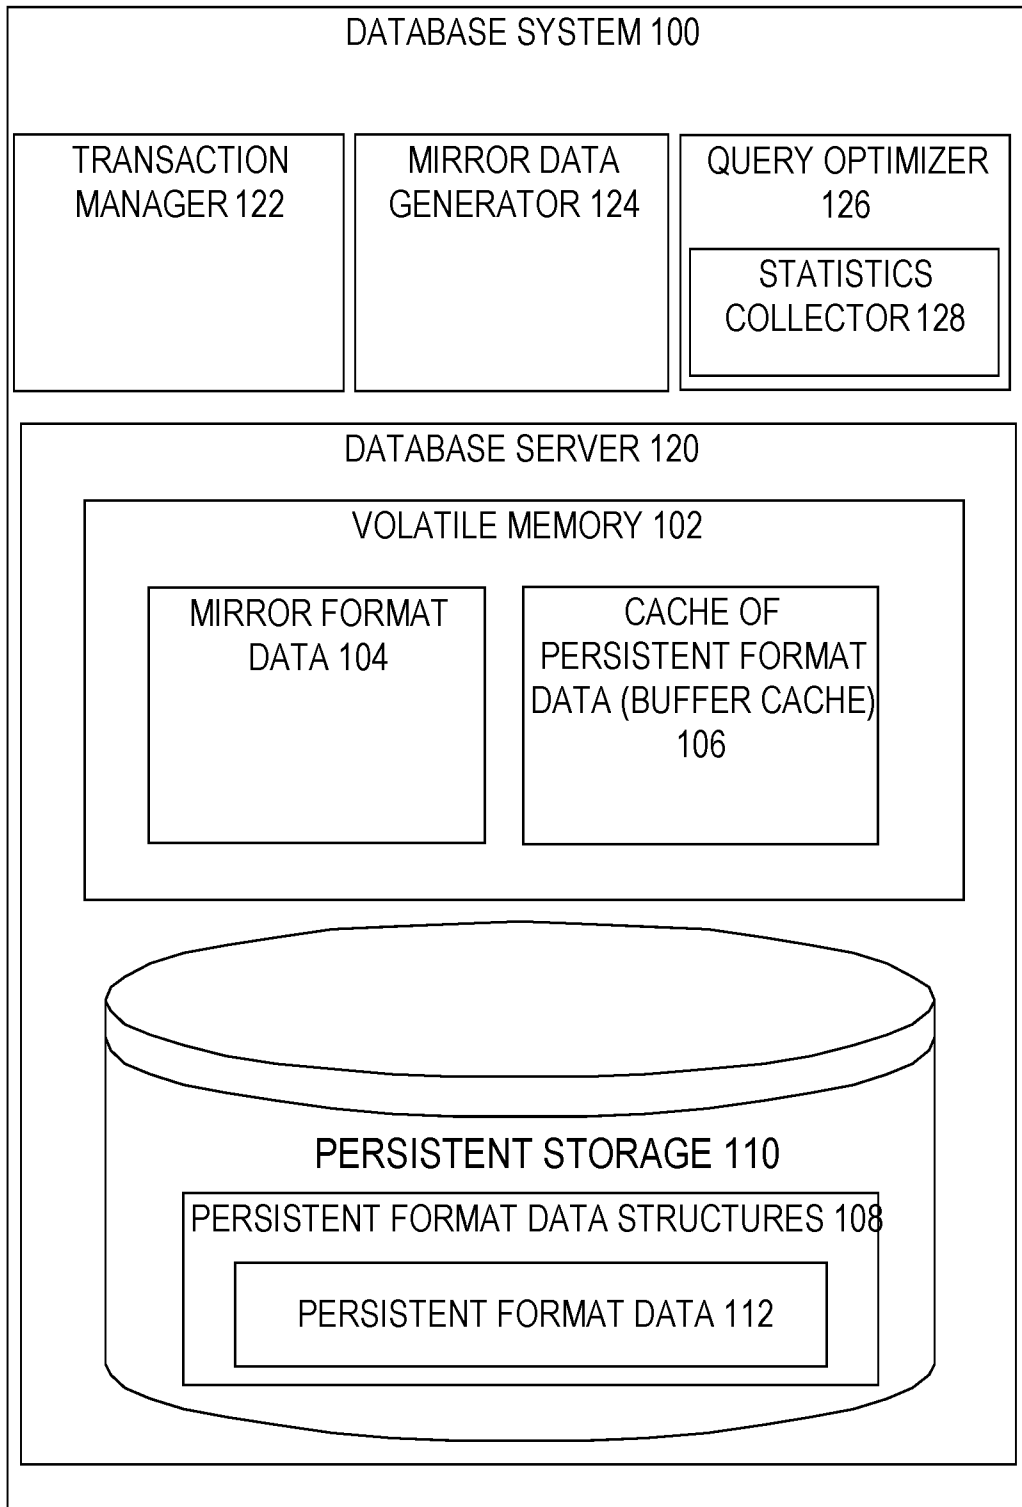 DATABASE SYSTEM 100
TRANSACTION
MANAGER 122
MIRROR DATA
GENERATOR 124
QUERY OPTIMIZER
126
STATISTICS
COLLECTOR 128
DATABASE SERVER 120
VOLATILE MEMORY 102
MIRROR FORMAT
DATA 104
CACHE OF
PERSISTENT FORMAT
DATA (BUFFER CACHE)
106
PERSISTENT STORAGE 110
PERSISTENT FORMAT DATA STRUCTURES 108
PERSISTENT FORMAT DATA 112